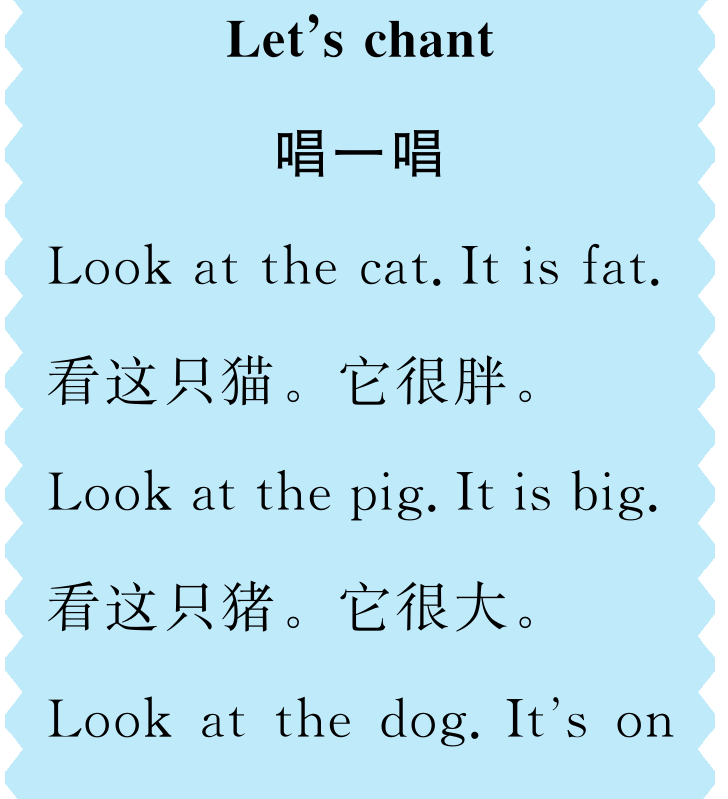 Let’s chant
唱一唱
Look at the cat. It is fat.
看这只猫。它很胖。
Look at the pig. It is big.
看这只猪。它很大。
Look at the dog. It’s on